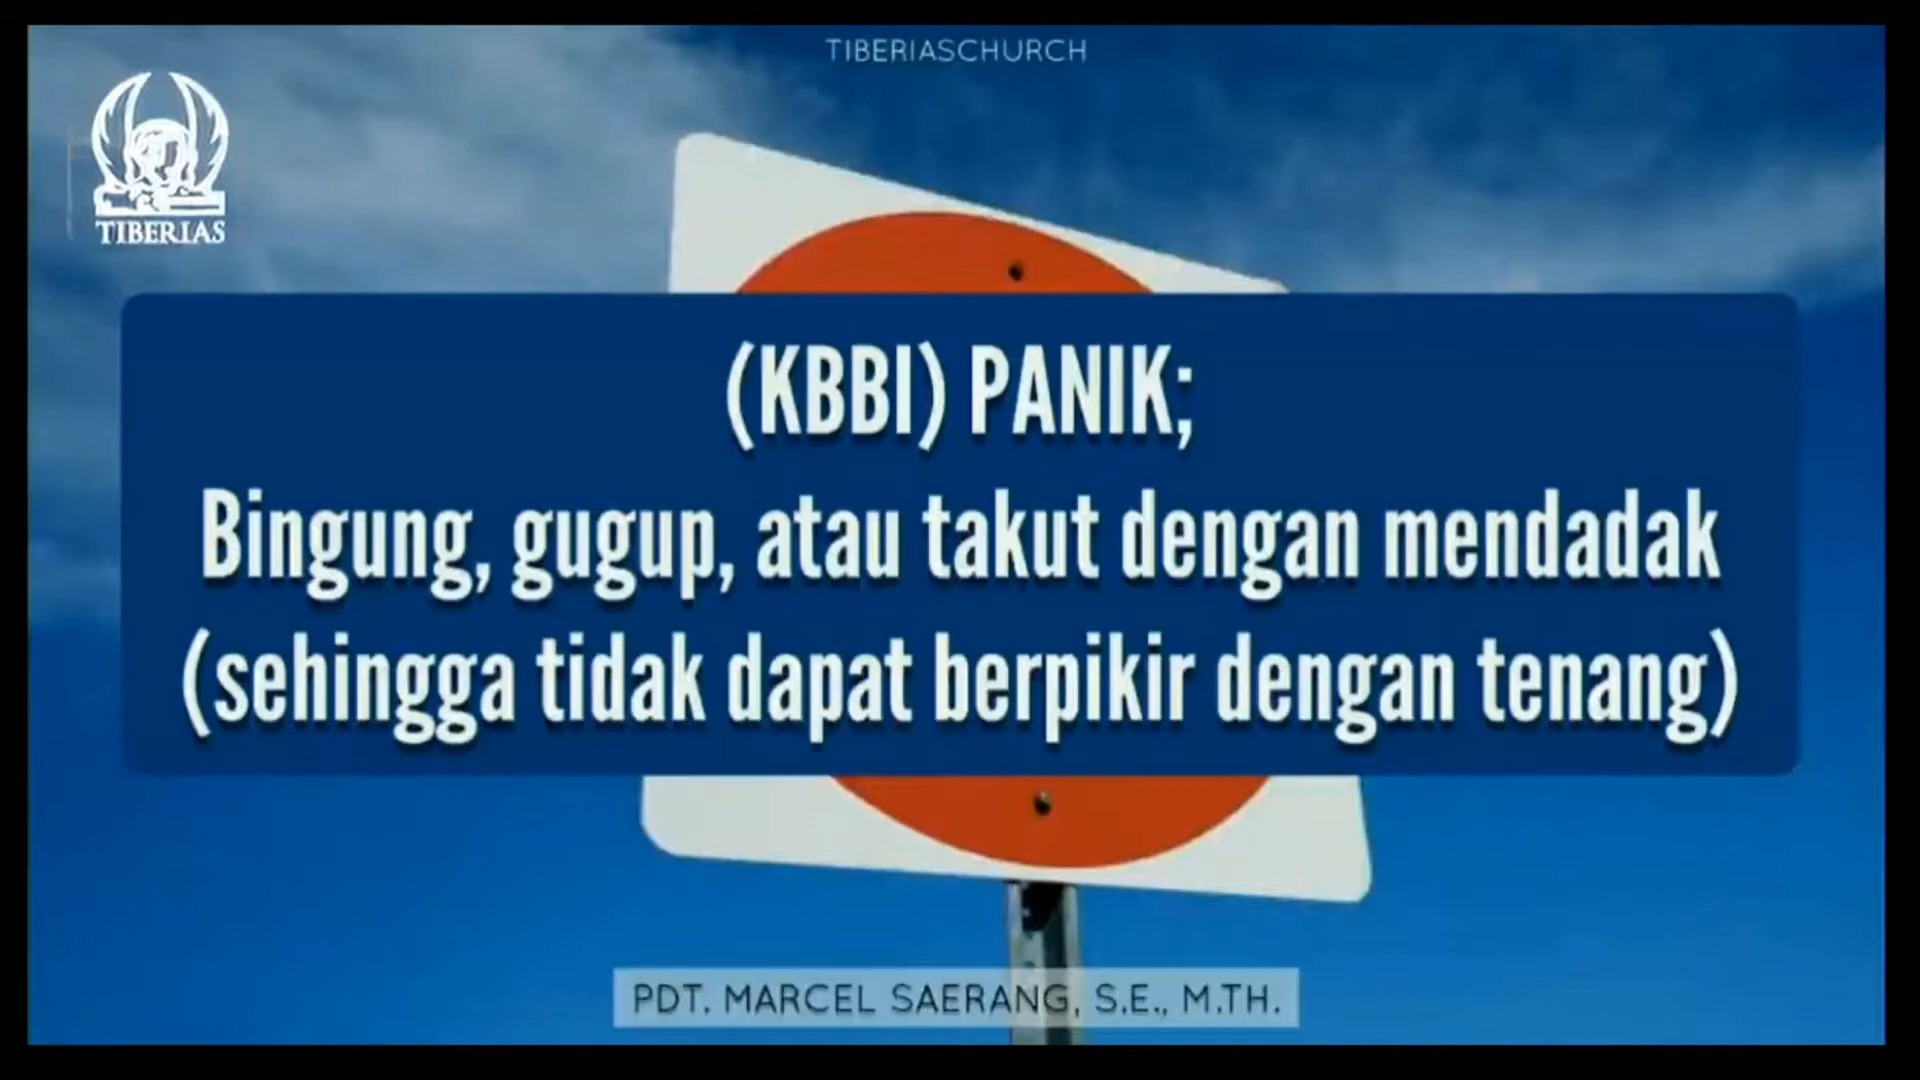 TIBERIASCHURCH
TIBERIAS
(KBBI) PANIK;
Bingung, gugup, atau takut dengan mendadak
(sehingga tidak dapat berpikir dengan tenang)
PDT. MARCEL SAERANG, S.E., M.TH.